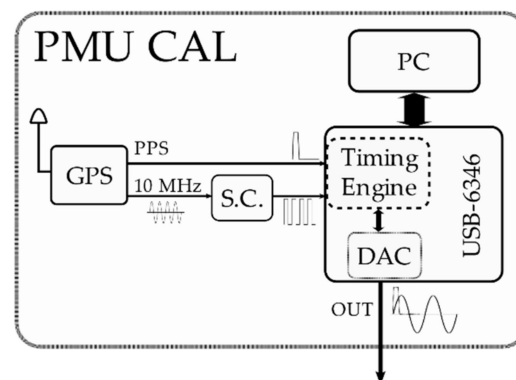 PMU CAL
PC
PPS
Timing
Engine
GPS
10 MHz
S.C.
USB-6346
DAC
OUT